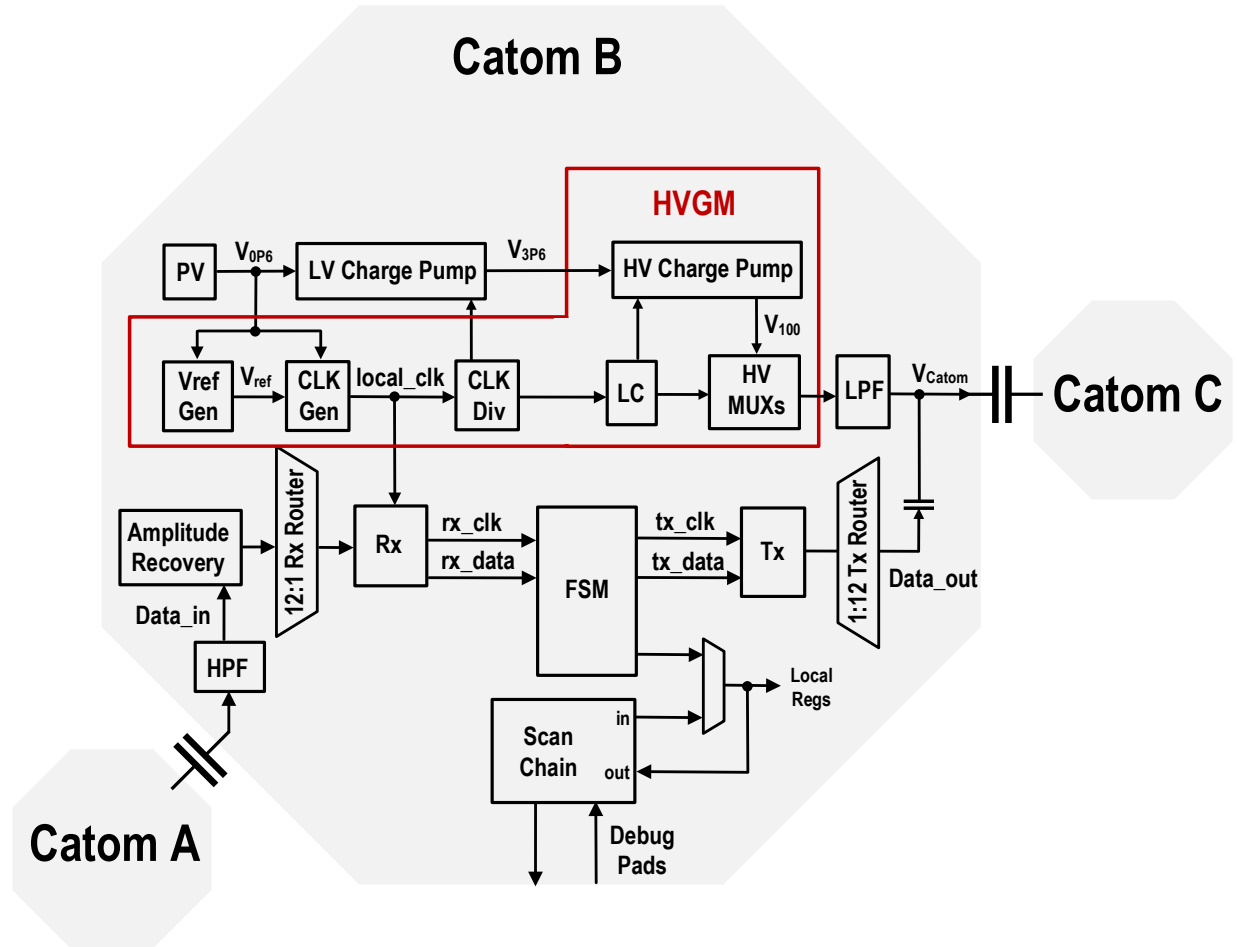 Catom B
HVGM
PV
V0P6
LV Charge Pump
V3P6
HV Charge Pump
V100
Vref
Gen
Vref
CLK
Gen
local_clk
CLK
Div
LC
HV
MUXs
LPF
VCatom
Catom C
Amplitude
Recovery
12:1 Rx Router
Rx
rx_clk
rx_data
FSM
tx_clk
tx_data
Tx
1:12 Tx Router
Data_out
Data_in
HPF
Local
Regs
in
Scan
Chain
out
Debug
Pads
Catom A